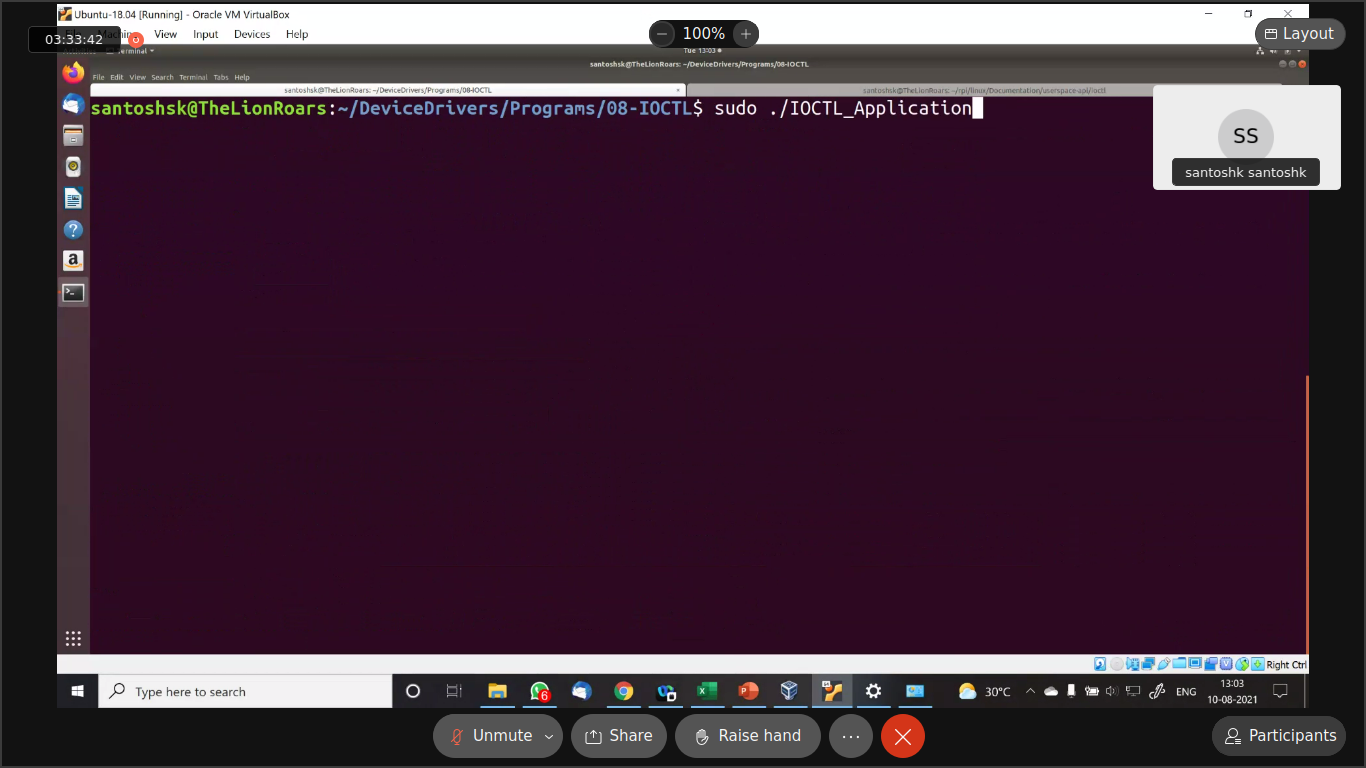 Ubuntu-18.04 [Running] - Oracle VM VirtualBox
03:33:42
View Input Devices Help
100%
Layout
Tue 13:03
santoshsk@TheLionRoars: ~/DeviceDrivers/Programs/08-IOCTL
File Edit View Search Terminal Tabs Help
santoshsk@TheLionRoars: ~/DeviceDrivers/Programs/08-IOCTL
santoshsk@TheLionRoars: ~/rpi/linux/Documentation/userspace-api/ioctl
santoshsk@TheLionRoars:~/DeviceDrivers/Programs/08-IOCTL$ sudo ./IOCTL_Application
SS
santoshk santoshk
Right Ctrl
Type here to search
6
30°C
ENG
13:03
10-08-2021
Unmute
Share
Raise hand
Participants